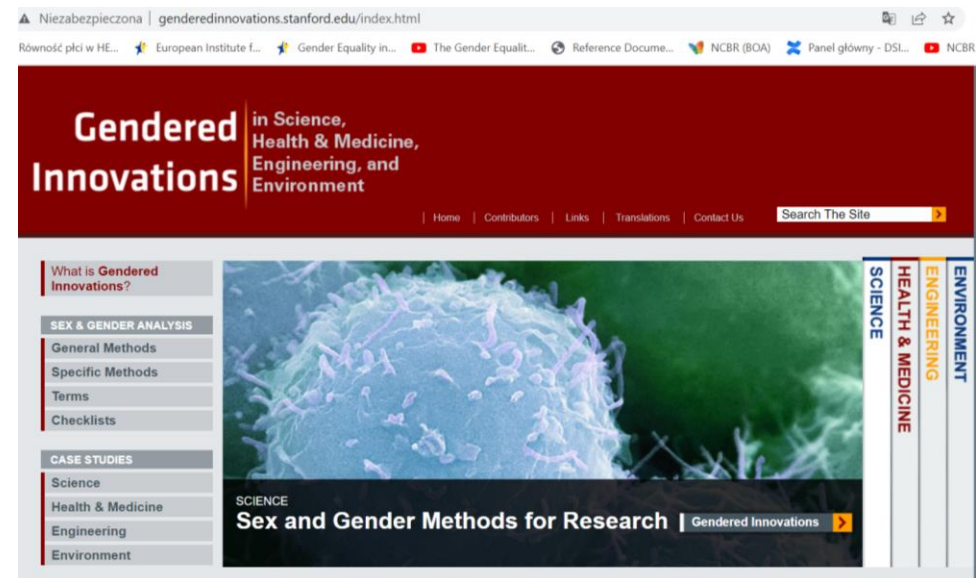 Niezabezpieczona | genderedinnovations.stanford.edu/index.html
Równość płci w HE... European Institute f... Gender Equality in... The Gender Equalit... Reference Docume... NCBR (BOA) Panel główny - DSI... NCBR
Gendered
Innovations
in Science,
Health & Medicine,
Engineering, and
Environment
| Home | Contributors | Links | Translations | Contact Us
Search The Site
What is Gendered
Innovations?
SEX & GENDER ANALYSIS
General Methods
Specific Methods
Terms
Checklists
CASE STUDIES
Science
Health & Medicine
Engineering
Environment
SCIENCE
Sex and Gender Methods for Research | Gendered Innovations
SCIENCE
HEALTH & MEDICINE
ENGINEERING
ENVIRONMENT